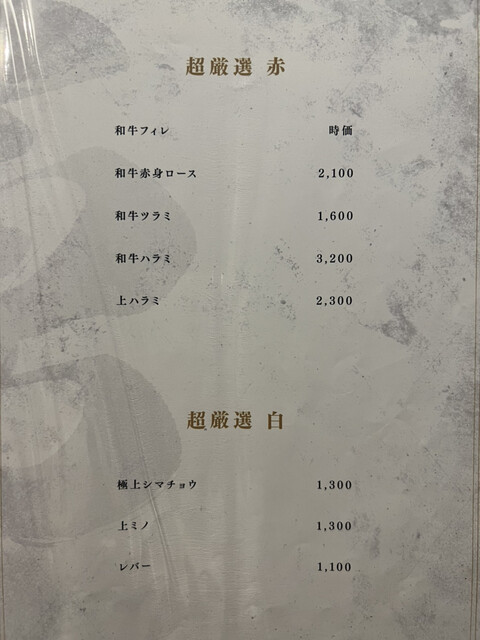 超厳選 赤
和牛フィレ 時価
和牛赤身ロース 2,100
和牛ツラミ 1,600
和牛ハラミ 3,200
上ハラミ 2,300
超厳選 白
極上シマチョウ 1,300
上ミノ 1,300
レバー 1,100